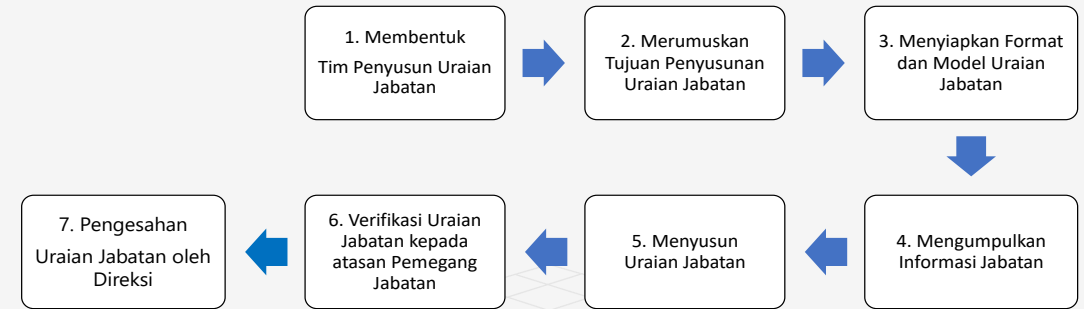 1. Membentuk
Tim Penyusun Uraian
Jabatan
2. Merumuskan
Tujuan Penyusunan
Uraian Jabatan
3. Menyiapkan Format
dan Model Uraian
Jabatan
4. Mengumpulkan
Informasi Jabatan
5. Menyusun
Uraian Jabatan
6. Verifikasi Uraian
Jabatan kepada
atasan Pemegang
Jabatan
7. Pengesahan
Uraian Jabatan oleh
Direksi